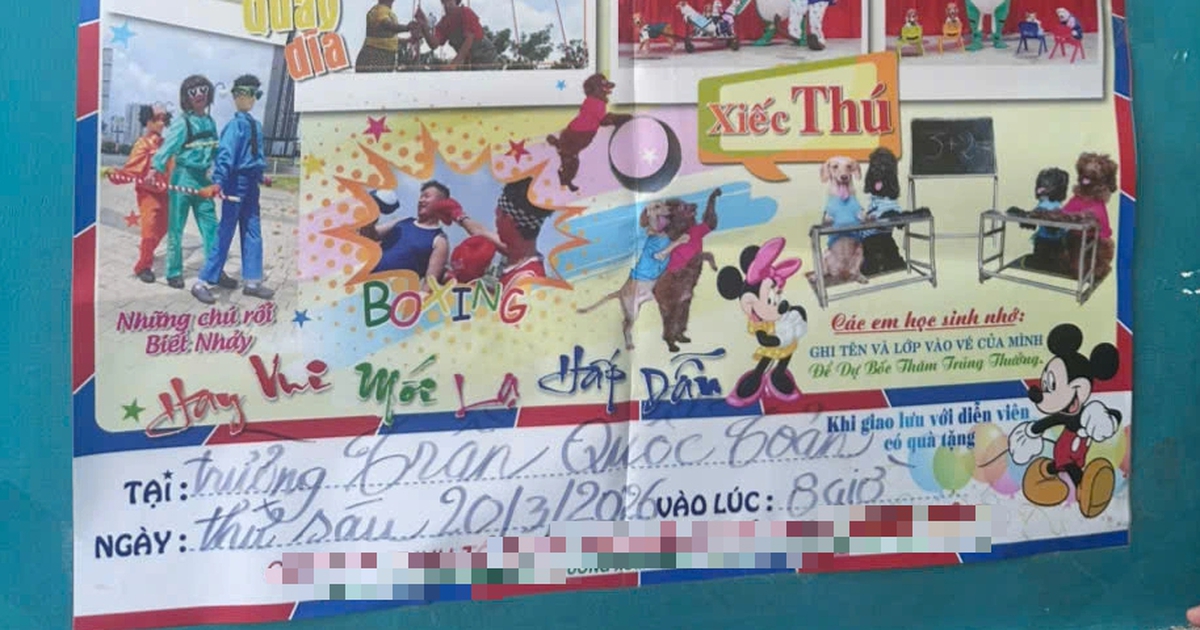 Quay
đĩa
Xiếc Thú
BOXING
Những chú rối
Biết Nhảy
Các em học sinh nhớ:
GHI TÊN VÀ LỚP VÀO VÉ CỦA MÌNH
Để Dự Bốc Thăm Trúng Thưởng.
Hay Vui Mới Lạ Hấp Dẫn
Khi giao lưu với diễn viên
có quà tặng
TẠI: trường Trần Quốc Toản
NGÀY: thứ sáu 20/3/2026 VÀO LÚC: 8 giờ